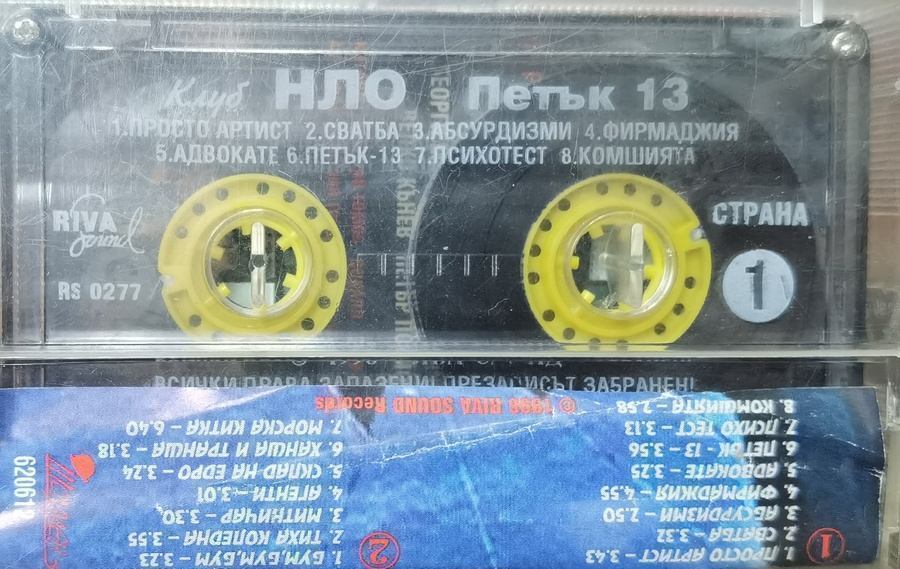 Клуб НЛО Петък 13
1.ПРОСТО АРТИСТ 2.СВАТБА 3.АБСУРДИЗМИ 4.ФИРМАДЖИЯ
5.АДВОКАТЕ 6.ПЕТЪК-13 7.ПСИХОТЕСТ 8.КОМШИЯТА
RIVA
Sound
RS 0277
СТРАНА
1
ВСИЧКИ ПРАВА ЗАПАЗЕНИ! ПРЕЗАПИСЪТ ЗАБРАНЕН!
1
1. ПРОСТО АРТИСТ - 3.43
2. СВАТБА - 3.32
3. АБСУРДИЗМИ - 2.50
4. ФИРМАДЖИЯ - 4.55
5. АДВОКАТЕ - 3.25
6. ПЕТЪК - 13 - 3.56
7. ПСИХО ТЕСТ - 3.13
8. КОМШИЯТА - 2.58
2
1. БУМ,БУМ,БУМ - 3.23
2. ТИХА КОЛЕДНА - 3.55
3. МИТНИЧАР - 3.30
4. АГЕНТИ - 3.01
5. СКЛАД НА ЕДРО - 3.24
6. ХАНША И ГРАНША - 3.18
7. МОРСКА КИТКА - 6.40
© 1998 RIVA SOUND Records